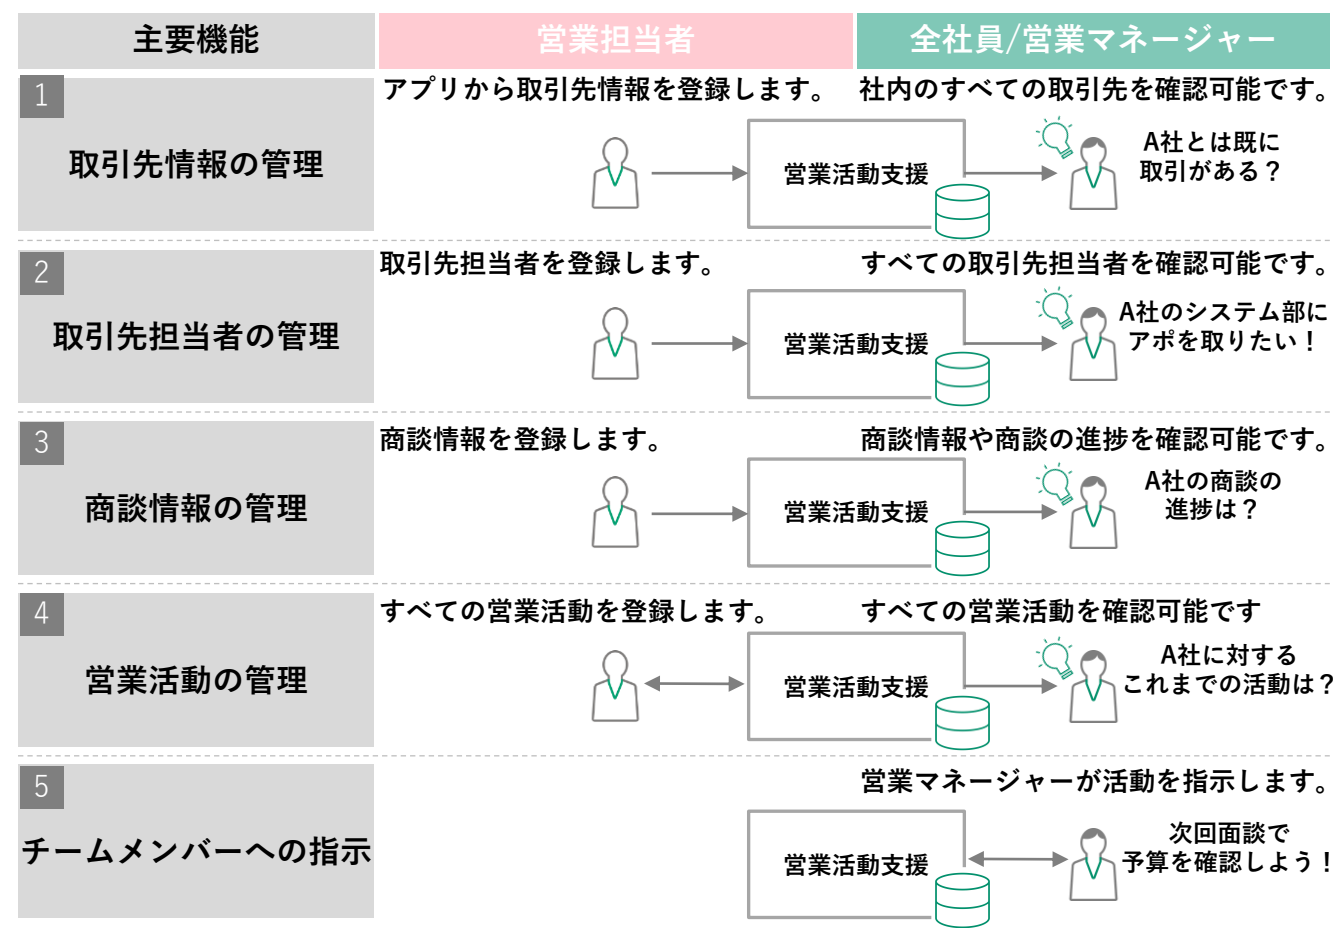 主要機能
営業担当者
全社員/営業マネージャー
1
取引先情報の管理
アプリから取引先情報を登録します。
社内のすべての取引先を確認可能です。
営業活動支援
A社とは既に
取引がある？
2
取引先担当者の管理
取引先担当者を登録します。
すべての取引先担当者を確認可能です。
営業活動支援
A社のシステム部に
アポを取りたい！
3
商談情報の管理
商談情報を登録します。
商談情報や商談の進捗を確認可能です。
営業活動支援
A社の商談の
進捗は？
4
営業活動の管理
すべての営業活動を登録します。
すべての営業活動を確認可能です
営業活動支援
A社に対する
これまでの活動は？
5
チームメンバーへの指示
営業マネージャーが活動を指示します。
営業活動支援
次回面談で
予算を確認しよう！